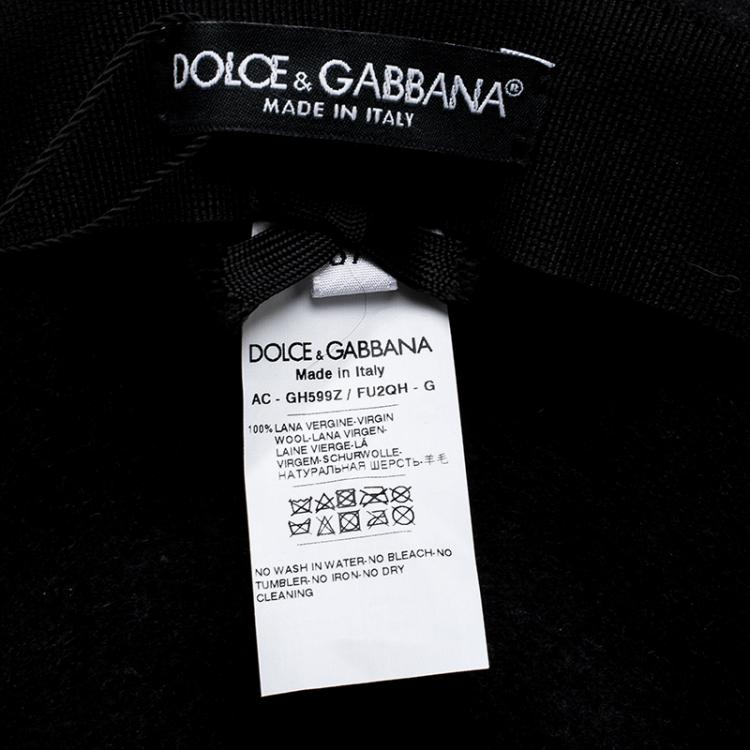 DOLCE & GABBANA®
MADE IN ITALY
DOLCE & GABBANA
Made in Italy
AC - GH599Z / FU2QH - G
100% LANA VERGINE-VIRGIN
WOOL-LANA VIRGEN-
LAINE VIERGE-LÃ
VIRGEM-SCHURWOLLE-
НАТУРАЛЬНАЯ ШЕРСТЬ-羊毛
NO WASH IN WATER-NO BLEACH-NO
TUMBLER-NO IRON-NO DRY
CLEANING